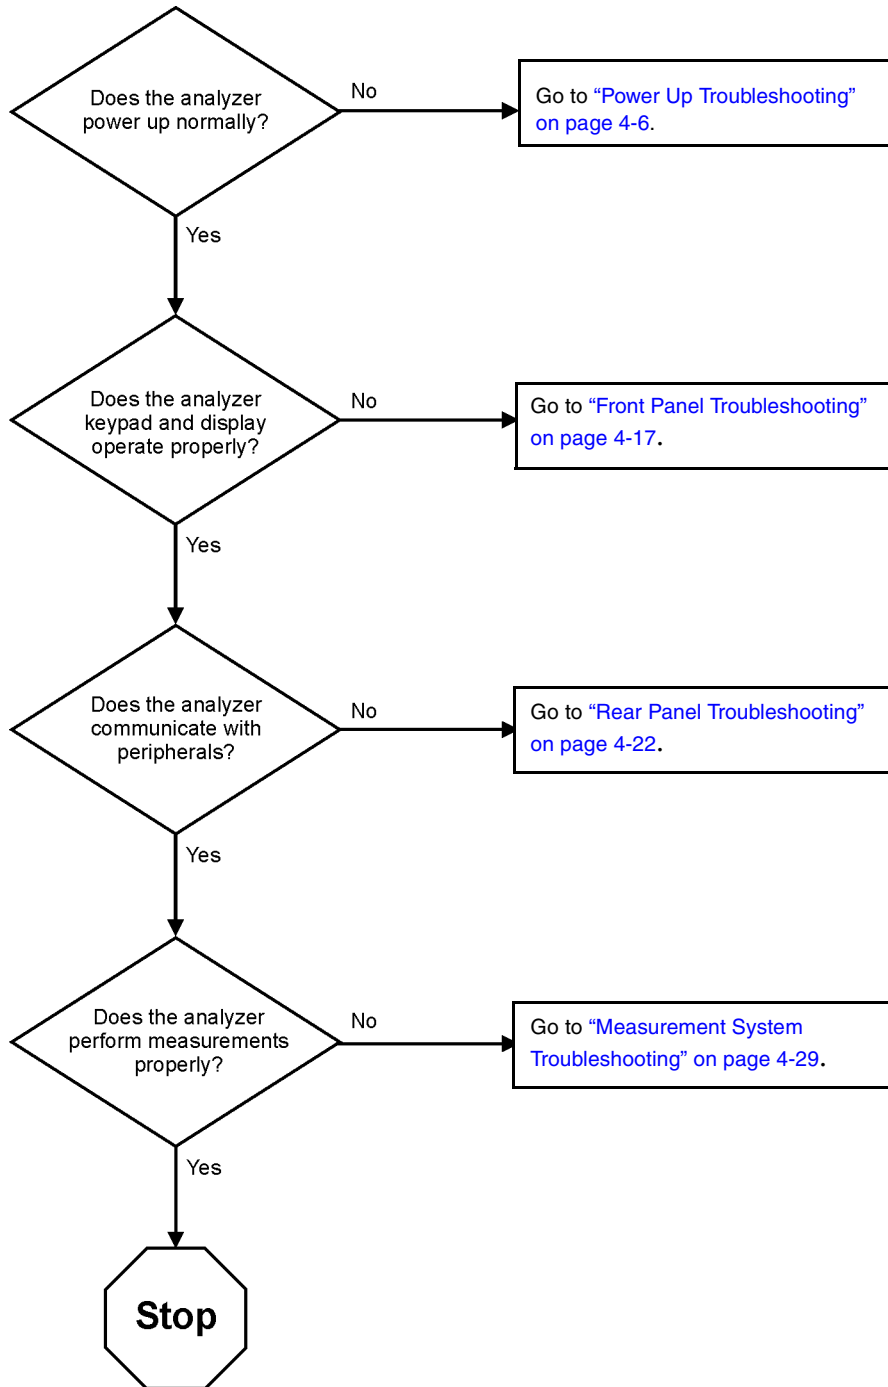 Does the analyzer
power up normally?
No
Go to “Power Up Troubleshooting”
on page 4-6.
Yes
Does the analyzer
keypad and display
operate properly?
No
Go to “Front Panel Troubleshooting”
on page 4-17.
Yes
Does the analyzer
communicate with
peripherals?
No
Go to “Rear Panel Troubleshooting”
on page 4-22.
Yes
Does the analyzer
perform measurements
properly?
No
Go to “Measurement System
Troubleshooting” on page 4-29.
Yes
Stop